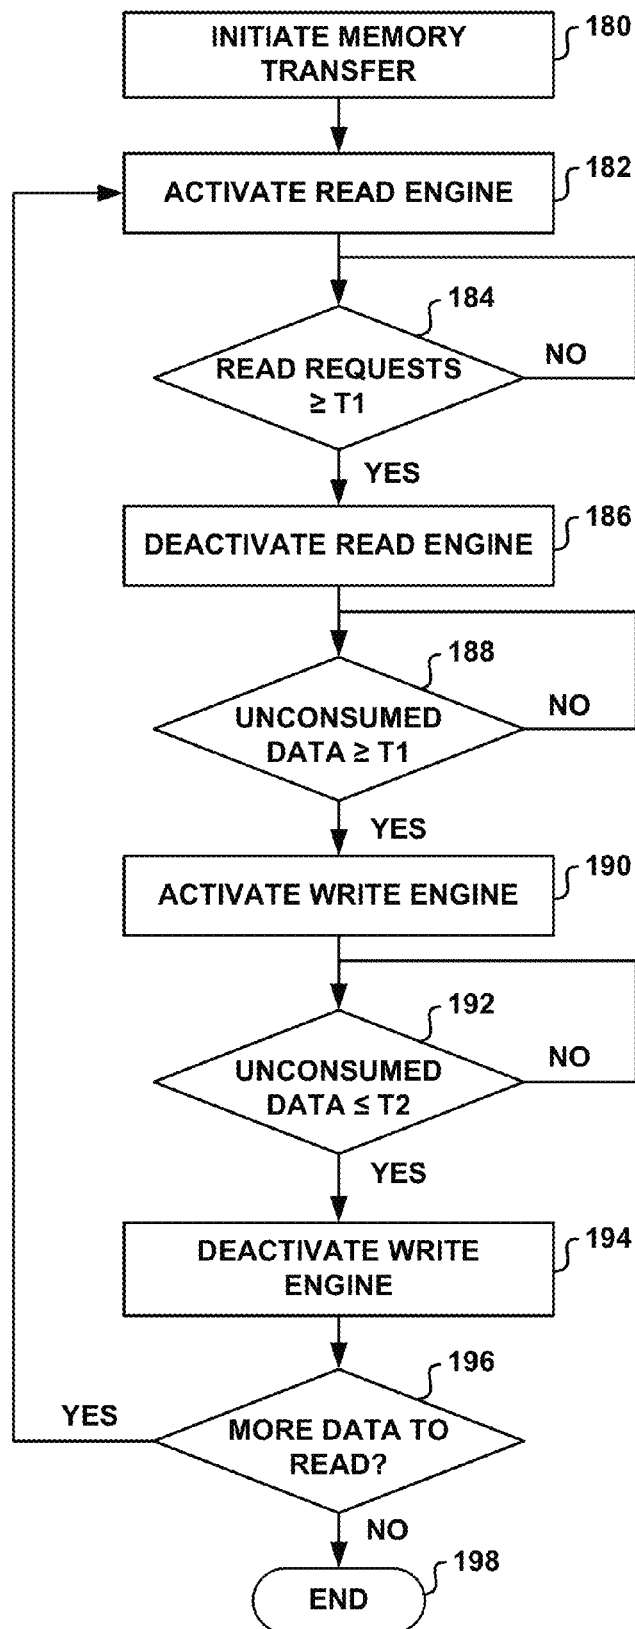 INITIATE MEMORY
TRANSFER
180
ACTIVATE READ ENGINE
182
184
READ REQUESTS
≥ T1
NO
YES
DEACTIVATE READ ENGINE
186
188
UNCONSUMED
DATA ≥ T1
NO
YES
ACTIVATE WRITE ENGINE
190
192
UNCONSUMED
DATA ≤ T2
NO
YES
DEACTIVATE WRITE
ENGINE
194
196
YES
MORE DATA TO
READ?
NO
END
198